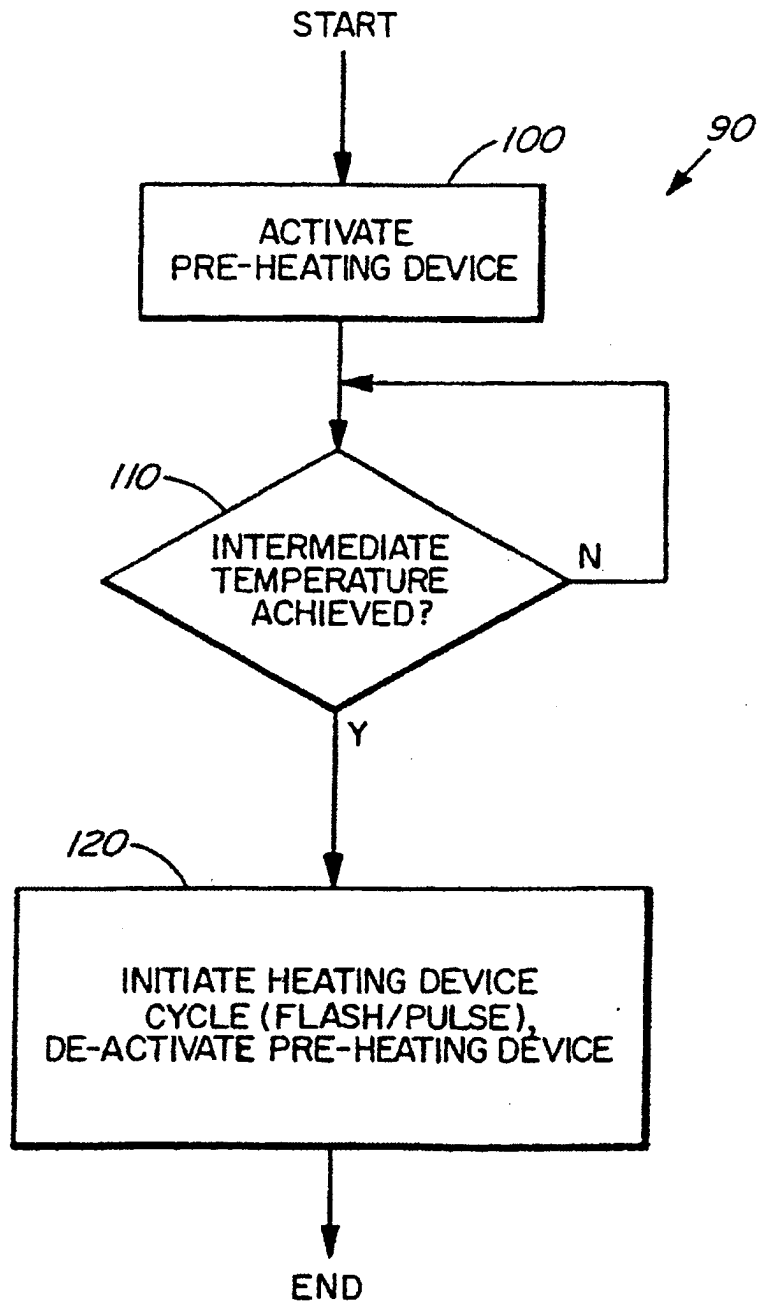 START
100
90
ACTIVATE
PRE-HEATING DEVICE
110
INTERMEDIATE
TEMPERATURE
ACHIEVED?
N
Y
120
INITIATE HEATING DEVICE
CYCLE (FLASH/PULSE),
DE-ACTIVATE PRE-HEATING DEVICE
END